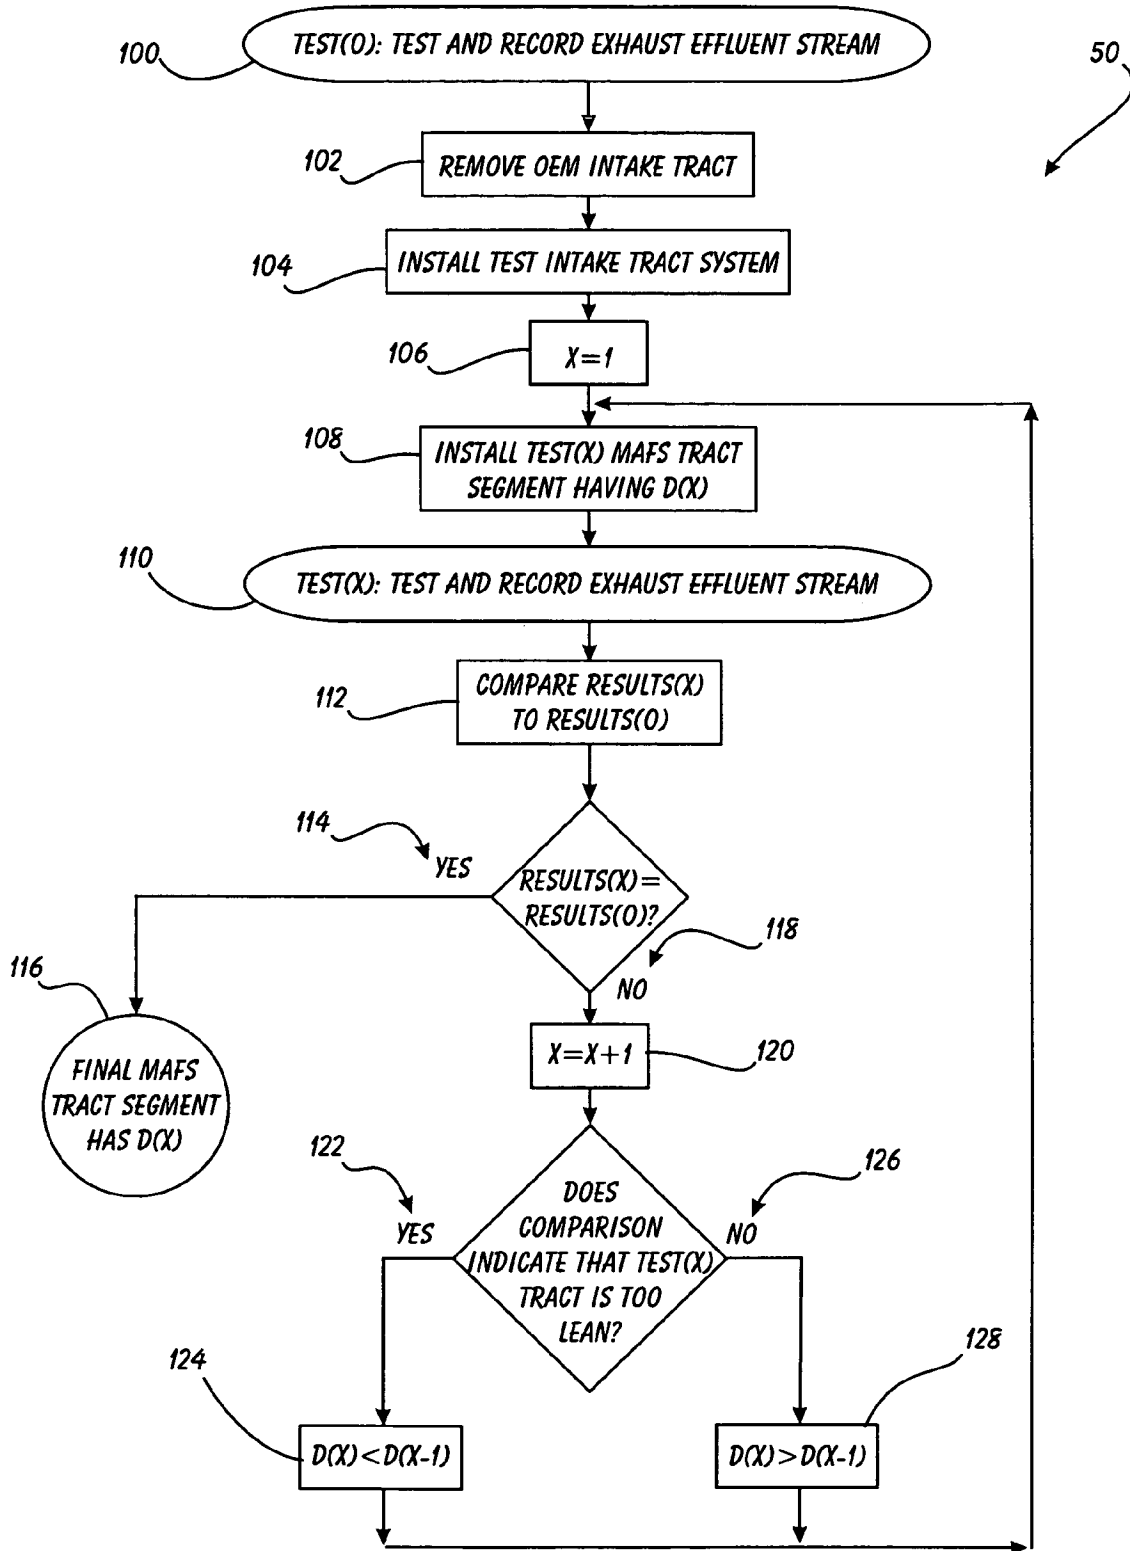 TEST(0): TEST AND RECORD EXHAUST EFFLUENT STREAM
100
50
102
REMOVE OEM INTAKE TRACT
104
INSTALL TEST INTAKE TRACT SYSTEM
106
X=1
108
INSTALL TEST(X) MAFS TRACT
SEGMENT HAVING D(X)
110
TEST(X): TEST AND RECORD EXHAUST EFFLUENT STREAM
112
COMPARE RESULTS(X)
TO RESULTS(0)
114
YES
RESULTS(X)=
RESULTS(0)?
118
NO
116
FINAL MAFS
TRACT SEGMENT
HAS D(X)
X=X+1
120
122
YES
DOES
COMPARISON
INDICATE THAT TEST(X)
TRACT IS TOO
LEAN?
126
NO
124
D(X)<D(X-1)
128
D(X)>D(X-1)